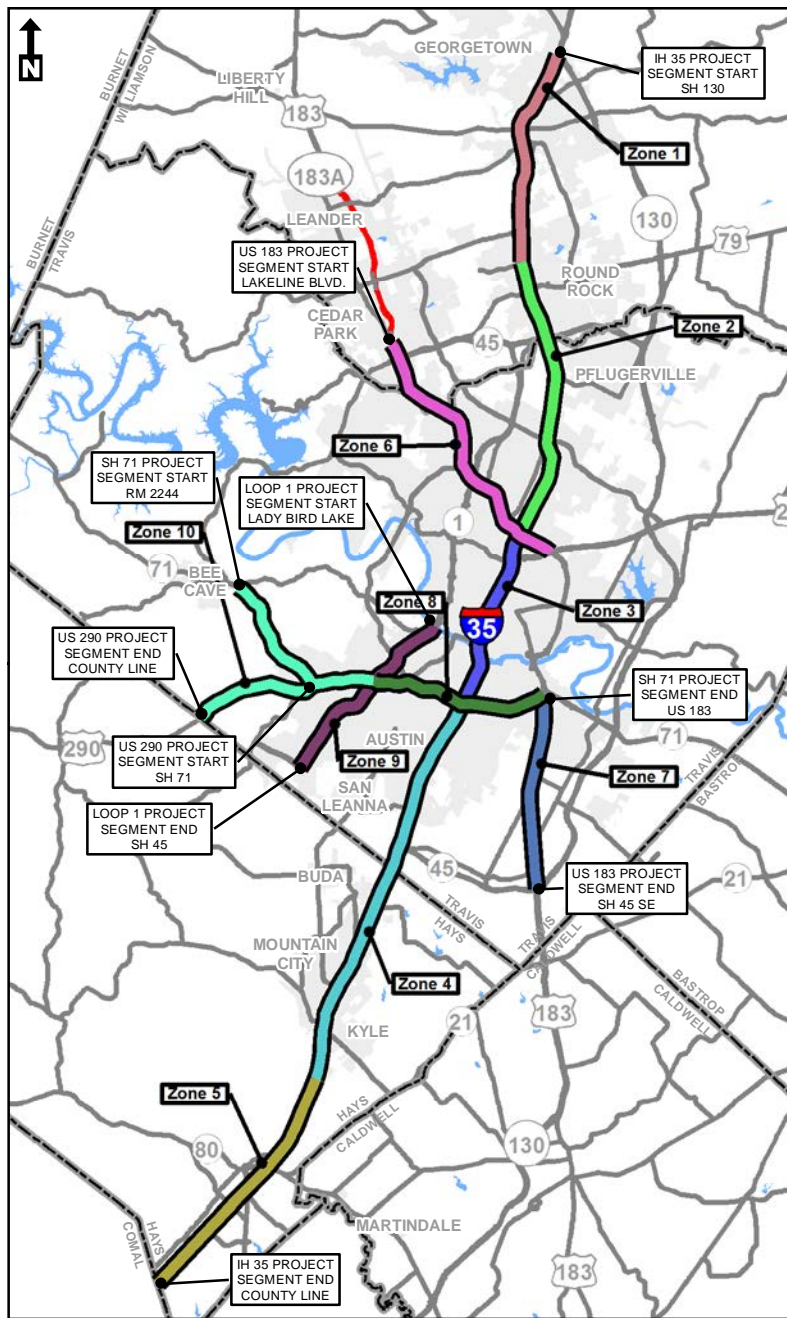 GEORGETOWN
IH 35 PROJECT
SEGMENT START
SH 130
BURNET
WILLIAMSON
LIBERTY
HILL
183
Zone 1
183A
130
LEANDER
BURNET
TRAVIS
79
US 183 PROJECT
SEGMENT START
LAKELINE BLVD.
ROUND
ROCK
CEDAR
PARK
45
Zone 2
PFLUGERVILLE
Zone 6
SH 71 PROJECT
SEGMENT START
RM 2244
LOOP 1 PROJECT
SEGMENT START
LADY BIRD LAKE
Zone 10
1
2
71
BEE
CAVE
Zone 8
Zone 3
35
US 290 PROJECT
SEGMENT END
COUNTY LINE
SH 71 PROJECT
SEGMENT END
US 183
290
US 290 PROJECT
SEGMENT START
SH 71
AUSTIN
71
Zone 9
Zone 7
TRAVIS
BASTRO
SAN
LEANNA
LOOP 1 PROJECT
SEGMENT END
SH 45
BUDA
45
21
US 183 PROJECT
SEGMENT END
SH 45 SE
TRAVIS
HAYS
TRAVIS
CALDWELL
MOUNTAIN
CITY
Zone 4
BASTROP
CALDWELL
183
21
KYLE
Zone 5
HAYS
CALDWELL
80
130
MARTINDALE
HAYS
COMAL
IH 35 PROJECT
SEGMENT END
COUNTY LINE
183
N